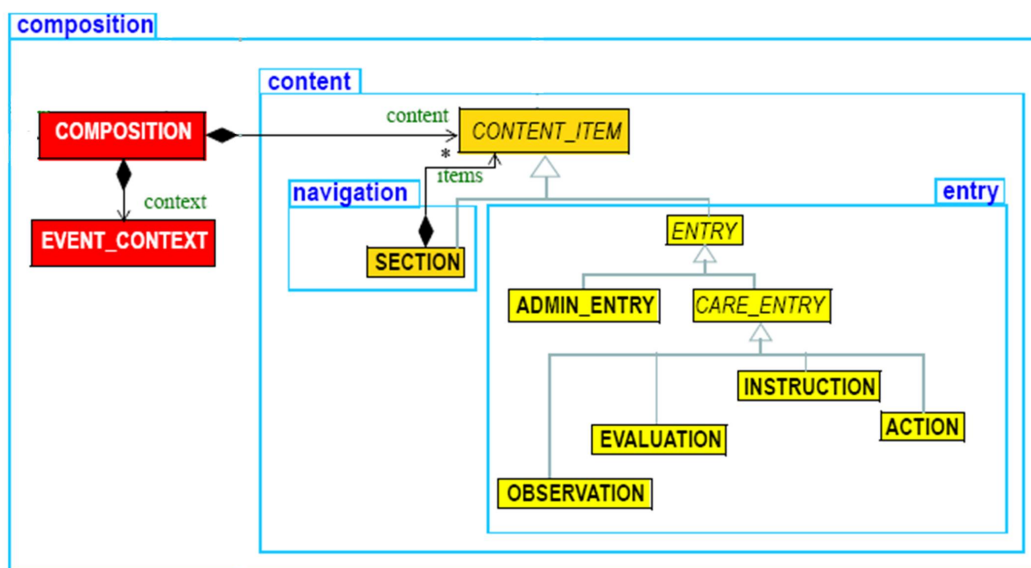 composition
content
COMPOSITION
content
CONTENT_ITEM
*
items
context
navigation
entry
EVENT_CONTEXT
SECTION
ENTRY
ADMIN_ENTRY
CARE_ENTRY
INSTRUCTION
ACTION
EVALUATION
OBSERVATION